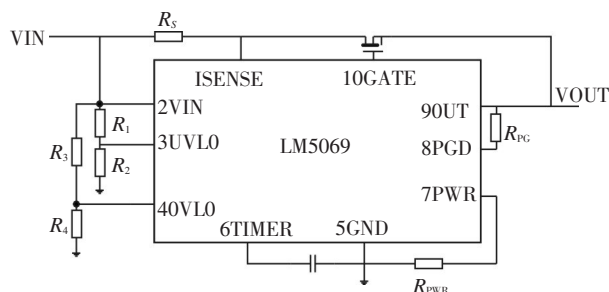 VIN
R_S
ISENSE
10GATE
VOUT
2VIN
90UT
R_1
R_PG
3UVL0
LM5069
R_3
R_2
8PGD
7PWR
40VL0
R_4
6TIMER
5GND
R_PWR